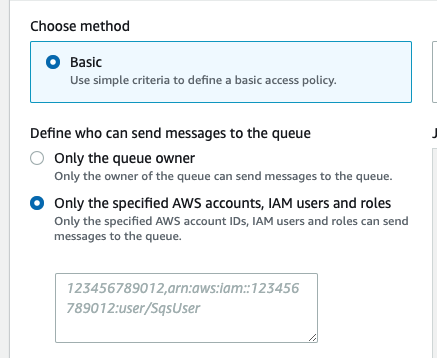 Choose method
Basic
Use simple criteria to define a basic access policy.
Define who can send messages to the queue
Only the queue owner
Only the owner of the queue can send messages to the queue.
Only the specified AWS accounts, IAM users and roles
Only the specified AWS account IDs, IAM users and roles can send
messages to the queue.
123456789012,arn:aws:iam::123456
789012:user/SqsUser
J